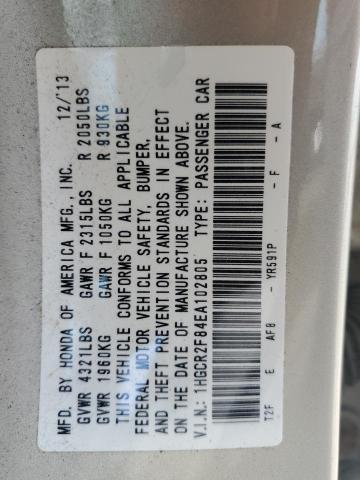 MFD. BY HONDA OF AMERICA MFG., INC. 12/'13
GVWR 4321LBS GAWR F 2315LBS R 2050LBS
GVWR 1960KG GAWR F 1050KG R 930KG
THIS VEHICLE CONFORMS TO ALL APPLICABLE
FEDERAL MOTOR VEHICLE SAFETY, BUMPER,
AND THEFT PREVENTION STANDARDS IN EFFECT
ON THE DATE OF MANUFACTURE SHOWN ABOVE.
V.I.N.: 1HGCR2F84EA102805 TYPE: PASSENGER CAR
T2F E AF8 - YR591P - F - A